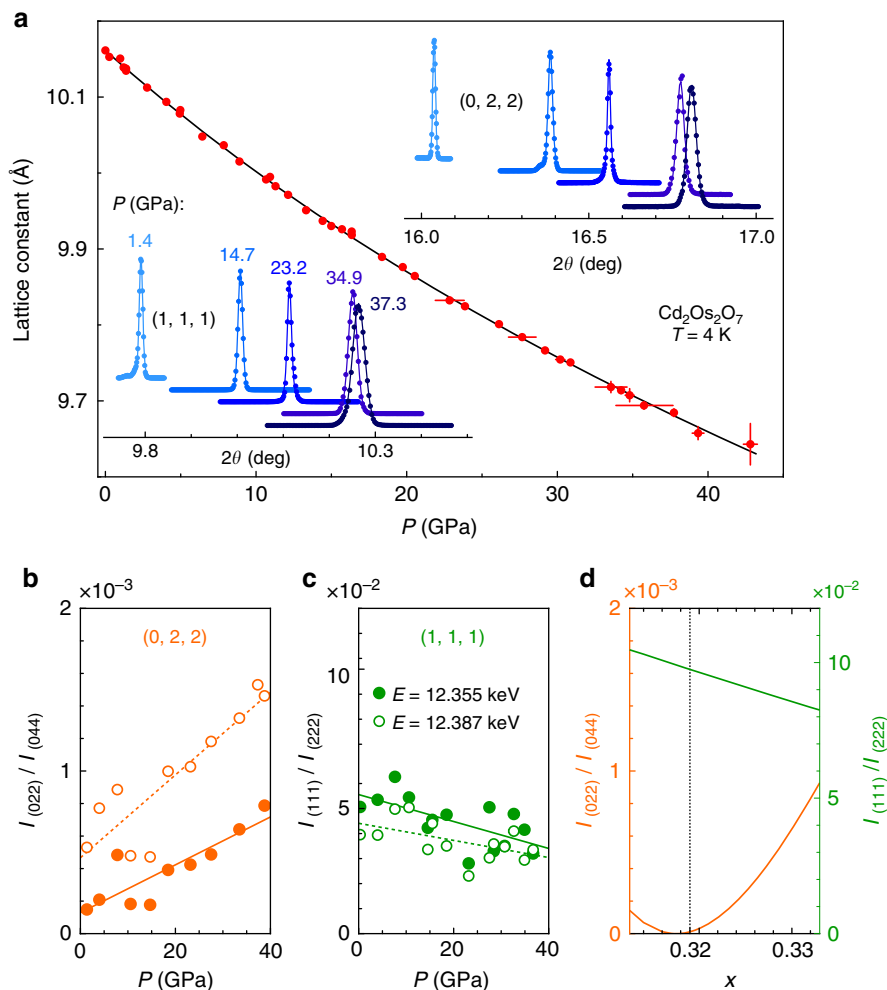 a
10.1
9.9
9.7
Lattice constant (Å)
P (GPa):
1.4
14.7
23.2
34.9
37.3
(1, 1, 1)
9.8
10.3
2θ (deg)
(0, 2, 2)
16.0
16.5
17.0
2θ (deg)
Cd₂Os₂O₇
T = 4 K
0
10
20
30
40
P (GPa)
b
×10⁻³
2
1
0
I(022) / I(044)
(0, 2, 2)
0
20
40
P (GPa)
c
×10⁻²
10
5
0
I(111) / I(222)
(1, 1, 1)
E = 12.355 keV
E = 12.387 keV
0
20
40
P (GPa)
d
×10⁻³
×10⁻²
2
1
0
I(022) / I(044)
10
5
0
I(111) / I(222)
0.32
0.33
x